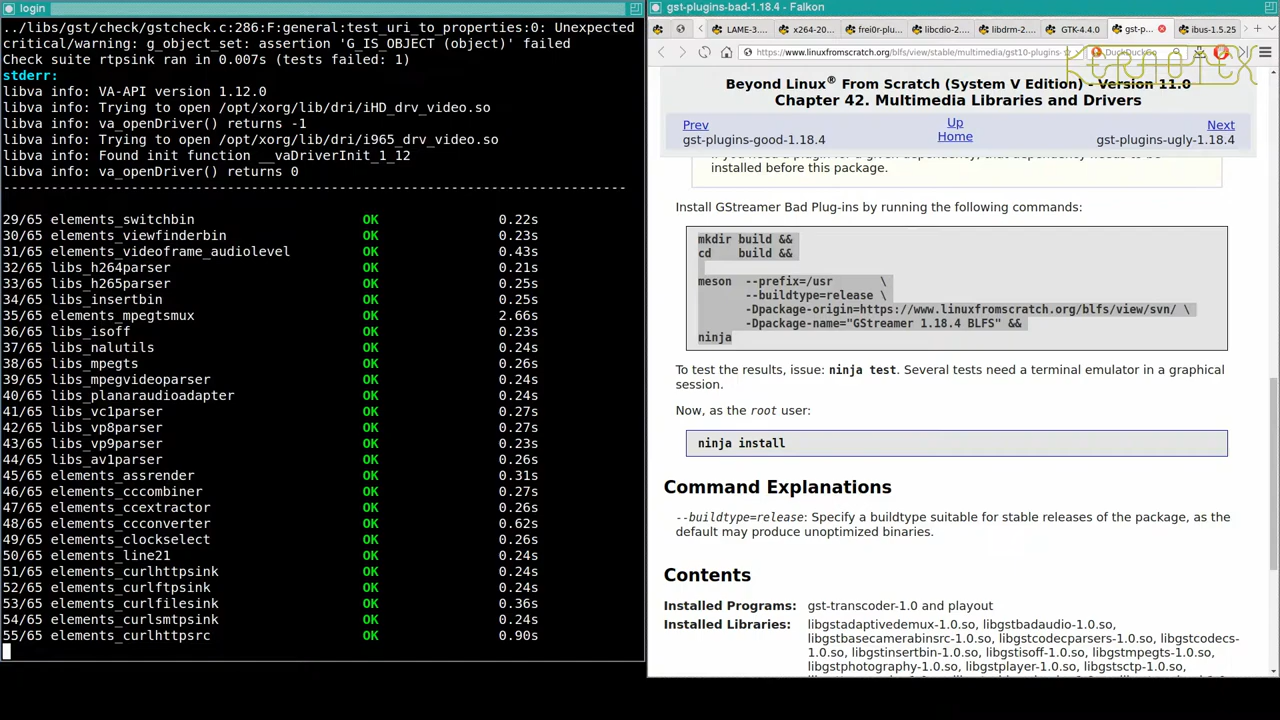 login
../libs/gst/check/gstcheck.c:286:F:general:test_uri_to_properties:0: Unexpected
critical/warning: g_object_set: assertion 'G_IS_OBJECT (object)' failed
Check suite rtpsink ran in 0.007s (tests failed: 1)
stderr:
libva info: VA-API version 1.12.0
libva info: Trying to open /opt/xorg/lib/dri/iHD_drv_video.so
libva info: va_openDriver() returns -1
libva info: Trying to open /opt/xorg/lib/dri/i965_drv_video.so
libva info: Found init function __vaDriverInit_1_12
libva info: va_openDriver() returns 0
-------------------------------------------------------------------------------
29/65 elements_switchbin OK 0.22s
30/65 elements_viewfinderbin OK 0.23s
31/65 elements_videoframe_audiolevel OK 0.43s
32/65 libs_h264parser OK 0.21s
33/65 libs_h265parser OK 0.25s
34/65 libs_insertbin OK 0.25s
35/65 elements_mpegtsmux OK 2.66s
36/65 libs_isoff OK 0.23s
37/65 libs_nalutils OK 0.24s
38/65 libs_mpegts OK 0.26s
39/65 libs_mpegvideoparser OK 0.24s
40/65 libs_planaraudioadapter OK 0.24s
41/65 libs_vc1parser OK 0.27s
42/65 libs_vp8parser OK 0.27s
43/65 libs_vp9parser OK 0.23s
44/65 libs_av1parser OK 0.26s
45/65 elements_assrender OK 0.31s
46/65 elements_cccombiner OK 0.27s
47/65 elements_ccextractor OK 0.26s
48/65 elements_ccconverter OK 0.62s
49/65 elements_clockselect OK 0.26s
50/65 elements_line21 OK 0.24s
51/65 elements_curlhttpsink OK 0.24s
52/65 elements_curlftpsink OK 0.24s
53/65 elements_curlfilesink OK 0.36s
54/65 elements_curlsmtpsink OK 0.24s
55/65 elements_curlhttpsrc OK 0.90s
gst-plugins-bad-1.18.4 - Falkon
LAME-3.... x264-20... frei0r-plu... libcdio-2... libdrm-2... GTK-4.4.0 gst-p... ibus-1.5.25
https://www.linuxfromscratch.org/blfs/view/stable/multimedia/gst10-plugins- DuckDuckGo
KERNOTEX
Beyond Linux® From Scratch (System V Edition) - Version 11.0
Chapter 42. Multimedia Libraries and Drivers
Prev Up Next
gst-plugins-good-1.18.4 Home gst-plugins-ugly-1.18.4
If you need a plugin for a given dependency, that dependency needs to be
installed before this package.
Install GStreamer Bad Plug-ins by running the following commands:
mkdir build &&
cd build &&
meson --prefix=/usr \
--buildtype=release \
-Dpackage-origin=https://www.linuxfromscratch.org/blfs/view/svn/ \
-Dpackage-name="GStreamer 1.18.4 BLFS" &&
ninja
To test the results, issue: ninja test. Several tests need a terminal emulator in a graphical
session.
Now, as the root user:
ninja install
Command Explanations
--buildtype=release: Specify a buildtype suitable for stable releases of the package, as the
default may produce unoptimized binaries.
Contents
Installed Programs: gst-transcoder-1.0 and playout
Installed Libraries: libgstadaptivedemux-1.0.so, libgstbadaudio-1.0.so,
libgstbasecamerabinsrc-1.0.so, libgstcodecparsers-1.0.so, libgstcodecs-
1.0.so, libgstinsertbin-1.0.so, libgstisoff-1.0.so, libgstmpegts-1.0.so,
libgstphotography-1.0.so, libgstplayer-1.0.so, libgstsctp-1.0.so,